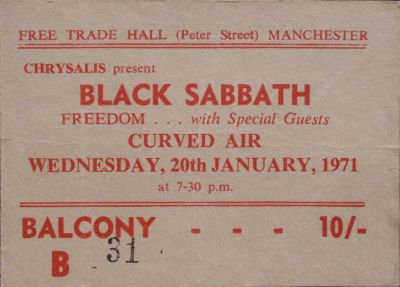 FREE TRADE HALL (Peter Street) MANCHESTER
CHRYSALIS present
BLACK SABBATH
FREEDOM . . . with Special Guests
CURVED AIR
WEDNESDAY, 20th JANUARY, 1971
at 7-30 p.m.
BALCONY - - - 10/-
B 31